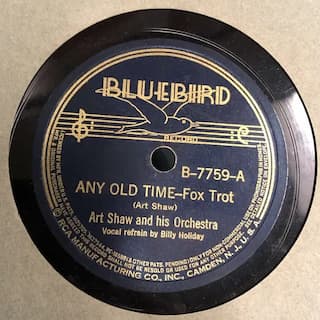 BLUEBIRD
RECORD
B-7759-A
ANY OLD TIME—Fox Trot
(Art Shaw)
Art Shaw and his Orchestra
Vocal refrain by Billy Holiday
RCA MANUFACTURING CO., INC., CAMDEN, N. J., U. S. A.